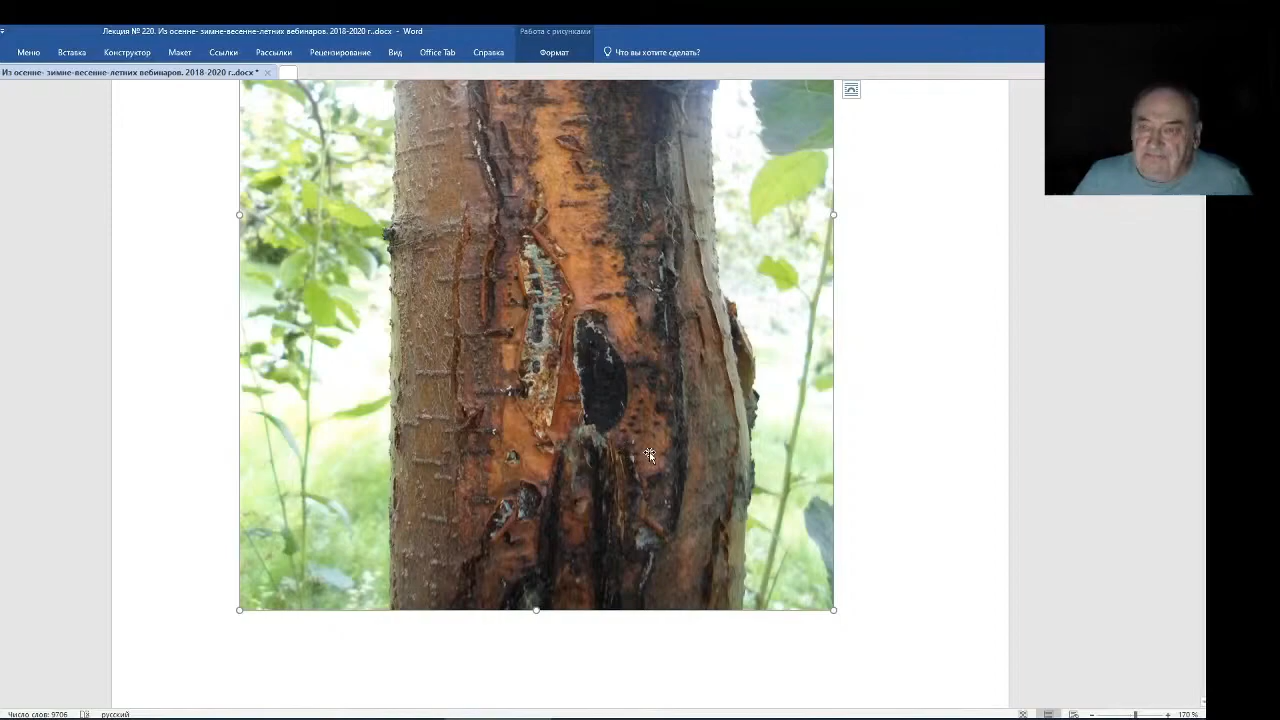 Лекция № 220. Из осенне- зимне-весенне-летних вебинаров. 2018-2020 г..docx - Word
Работа с рисунками
Меню Вставка Конструктор Макет Ссылки Рассылки Рецензирование Вид Office Tab Справка Формат Что вы хотите сделать?
Из осенне- зимне-весенне-летних вебинаров. 2018-2020 г..docx *
Число слов: 9706 русский 170 %